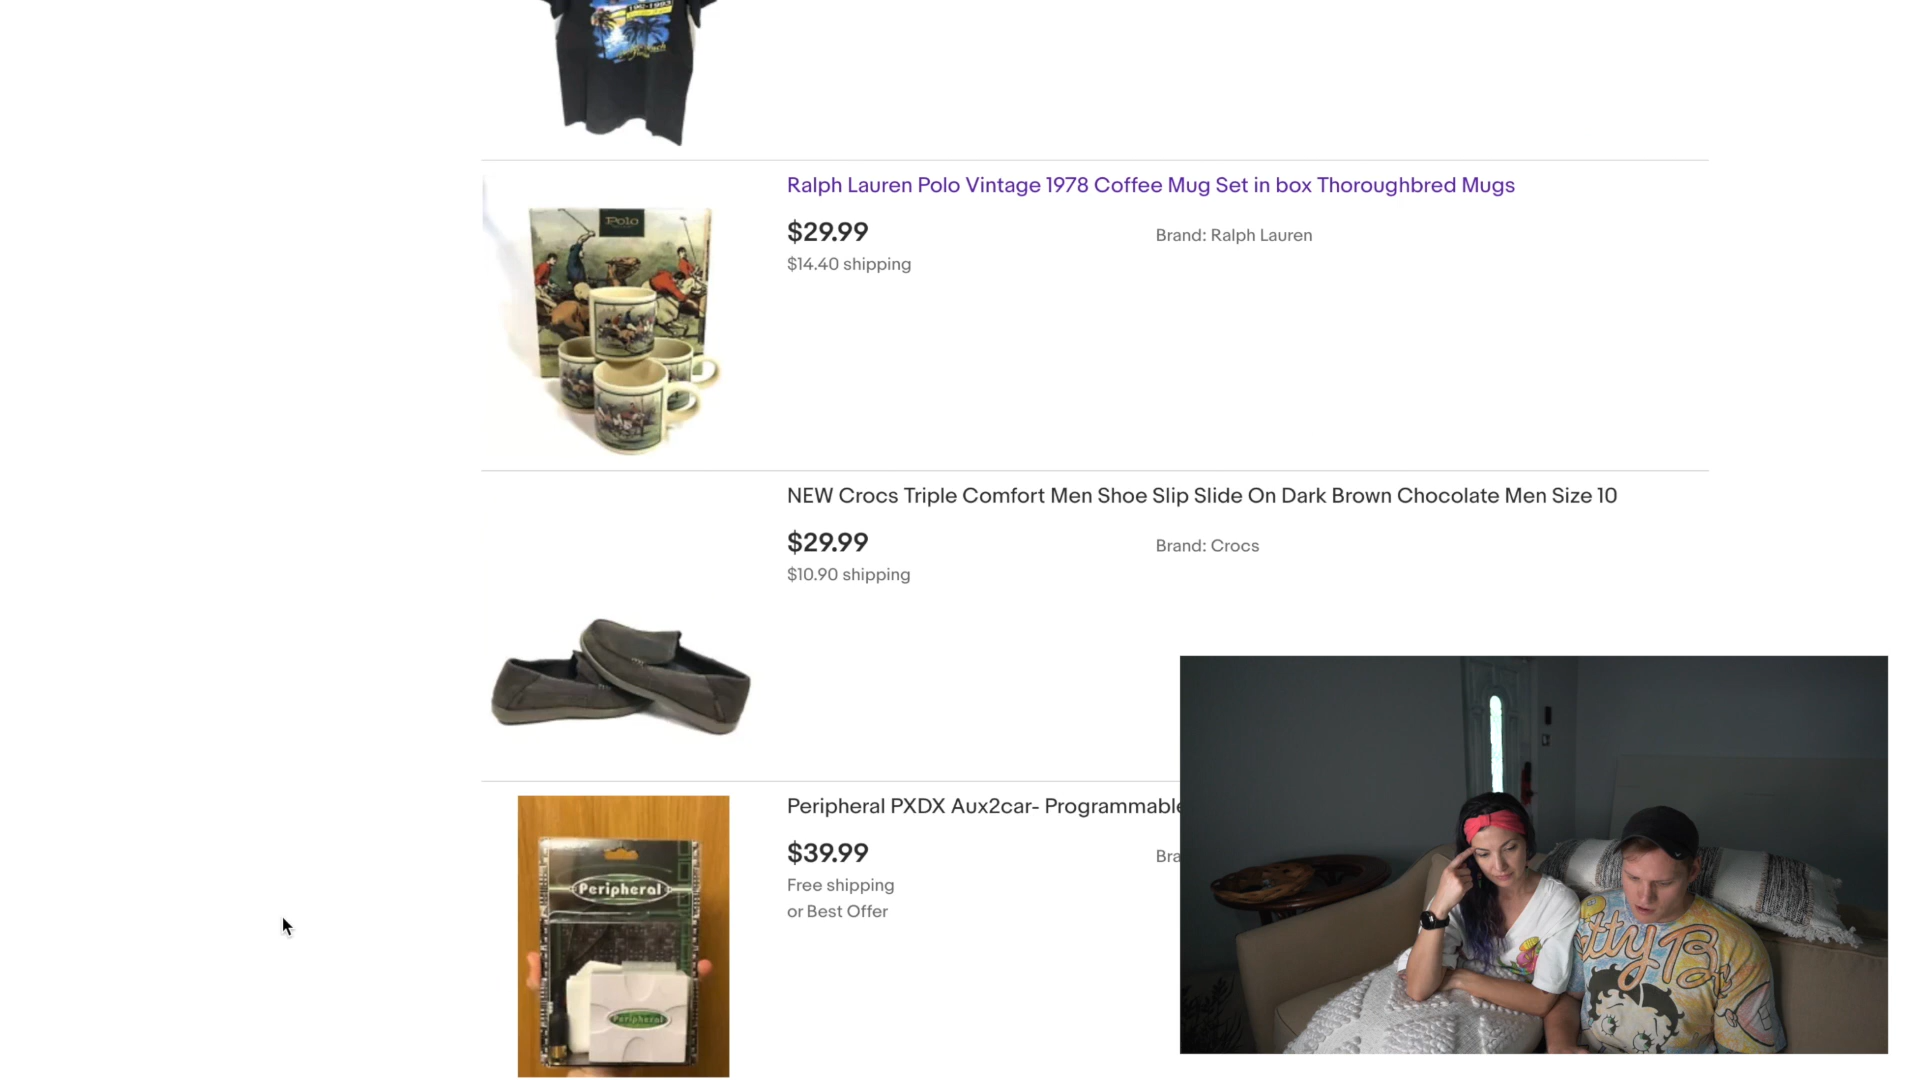 Polo
Ralph Lauren Polo Vintage 1978 Coffee Mug Set in box Thoroughbred Mugs
$29.99
Brand: Ralph Lauren
$14.40 shipping
NEW Crocs Triple Comfort Men Shoe Slip Slide On Dark Brown Chocolate Men Size 10
$29.99
Brand: Crocs
$10.90 shipping
Peripheral PXDX Aux2car- Programmable
$39.99
Bra
Free shipping
or Best Offer
Peripheral
Peripheral
tty B